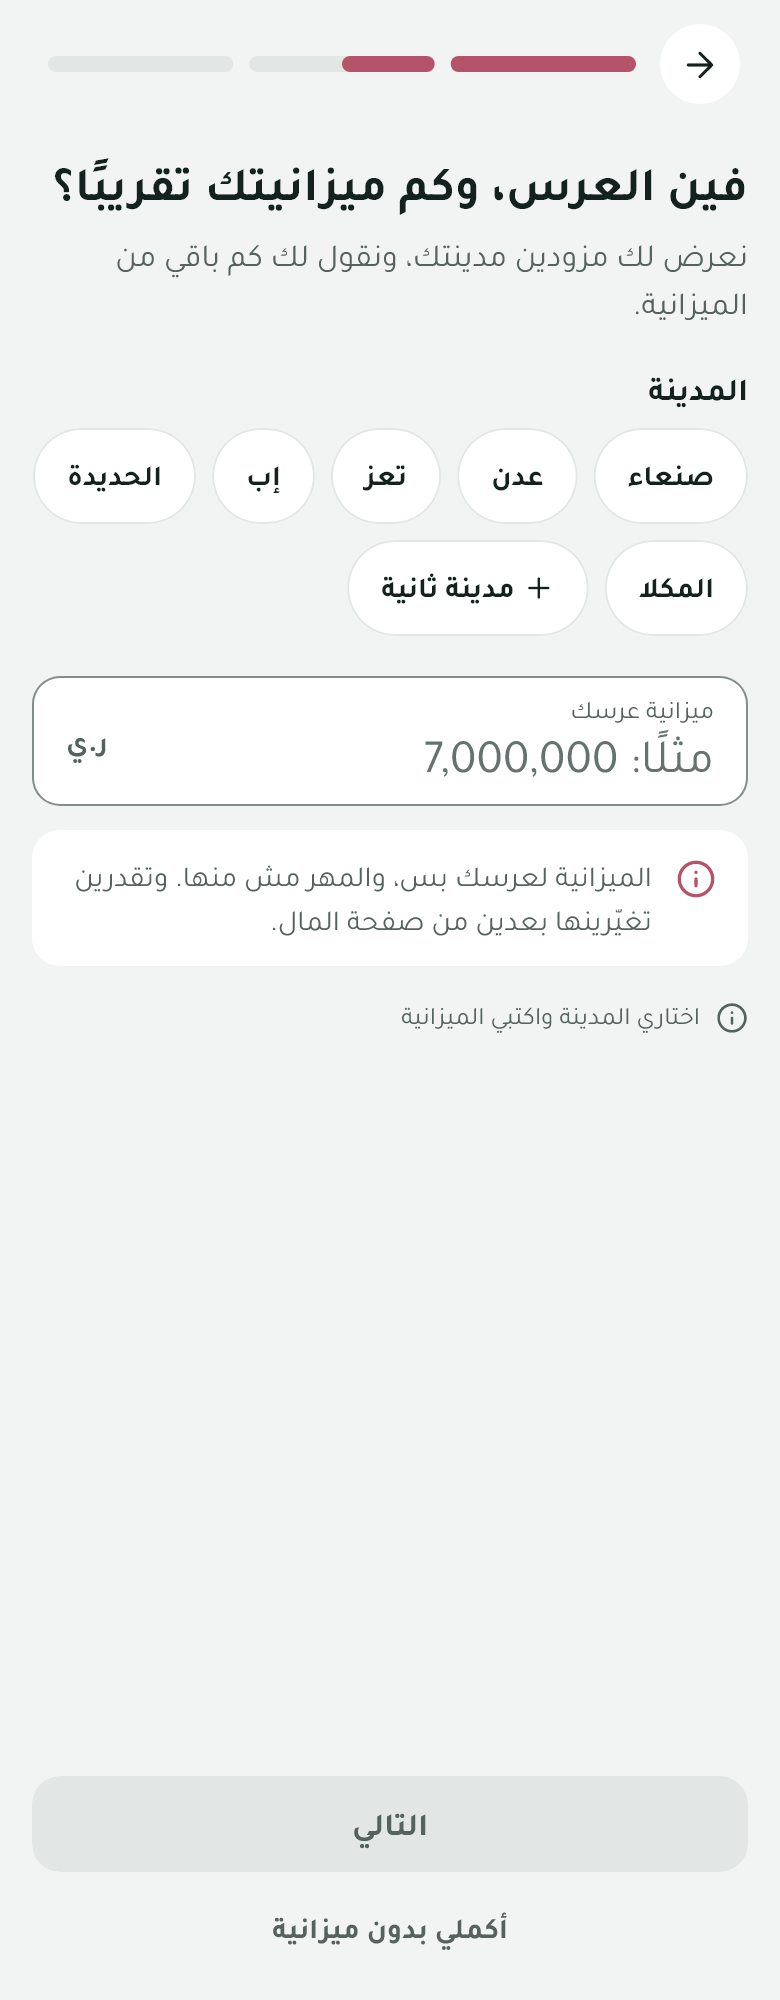 فين العرس، وكم ميزانيتك تقريبًا؟
نعرض لك مزودين مدينتك، ونقول لك كم باقي من
الميزانية.
المدينة
صنعاء
عدن
تعز
إب
الحديدة
المكلا
+ مدينة ثانية
ميزانية عرسك
مثلًا: 7,000,000
ر.ي
الميزانية لعرسك بس، والمهر مش منها. وتقدرين
تغيّرينها بعدين من صفحة المال.
اختاري المدينة واكتبي الميزانية
التالي
أكملي بدون ميزانية